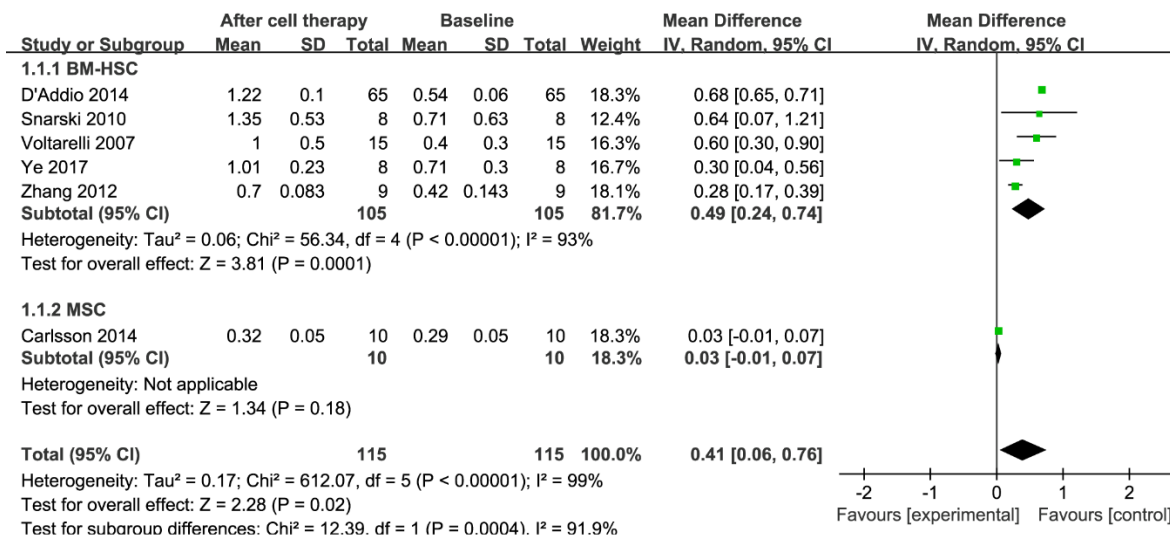 After cell therapy Baseline Mean Difference Mean Difference
Study or Subgroup Mean SD Total Mean SD Total Weight IV, Random, 95% CI IV, Random, 95% CI
1.1.1 BM-HSC
D'Addio 2014 1.22 0.1 65 0.54 0.06 65 18.3% 0.68 [0.65, 0.71]
Snarski 2010 1.35 0.53 8 0.71 0.63 8 12.4% 0.64 [0.07, 1.21]
Voltarelli 2007 1 0.5 15 0.4 0.3 15 16.3% 0.60 [0.30, 0.90]
Ye 2017 1.01 0.23 8 0.71 0.3 8 16.7% 0.30 [0.04, 0.56]
Zhang 2012 0.7 0.083 9 0.42 0.143 9 18.1% 0.28 [0.17, 0.39]
Subtotal (95% CI) 105 105 81.7% 0.49 [0.24, 0.74]
Heterogeneity: Tau² = 0.06; Chi² = 56.34, df = 4 (P < 0.00001); I² = 93%
Test for overall effect: Z = 3.81 (P = 0.0001)
1.1.2 MSC
Carlsson 2014 0.32 0.05 10 0.29 0.05 10 18.3% 0.03 [-0.01, 0.07]
Subtotal (95% CI) 10 10 18.3% 0.03 [-0.01, 0.07]
Heterogeneity: Not applicable
Test for overall effect: Z = 1.34 (P = 0.18)
Total (95% CI) 115 115 100.0% 0.41 [0.06, 0.76]
Heterogeneity: Tau² = 0.17; Chi² = 612.07, df = 5 (P < 0.00001); I² = 99%
Test for overall effect: Z = 2.28 (P = 0.02)
Test for subgroup differences: Chi² = 12.39, df = 1 (P = 0.0004), I² = 91.9%
-2 -1 0 1 2
Favours [experimental] Favours [control]